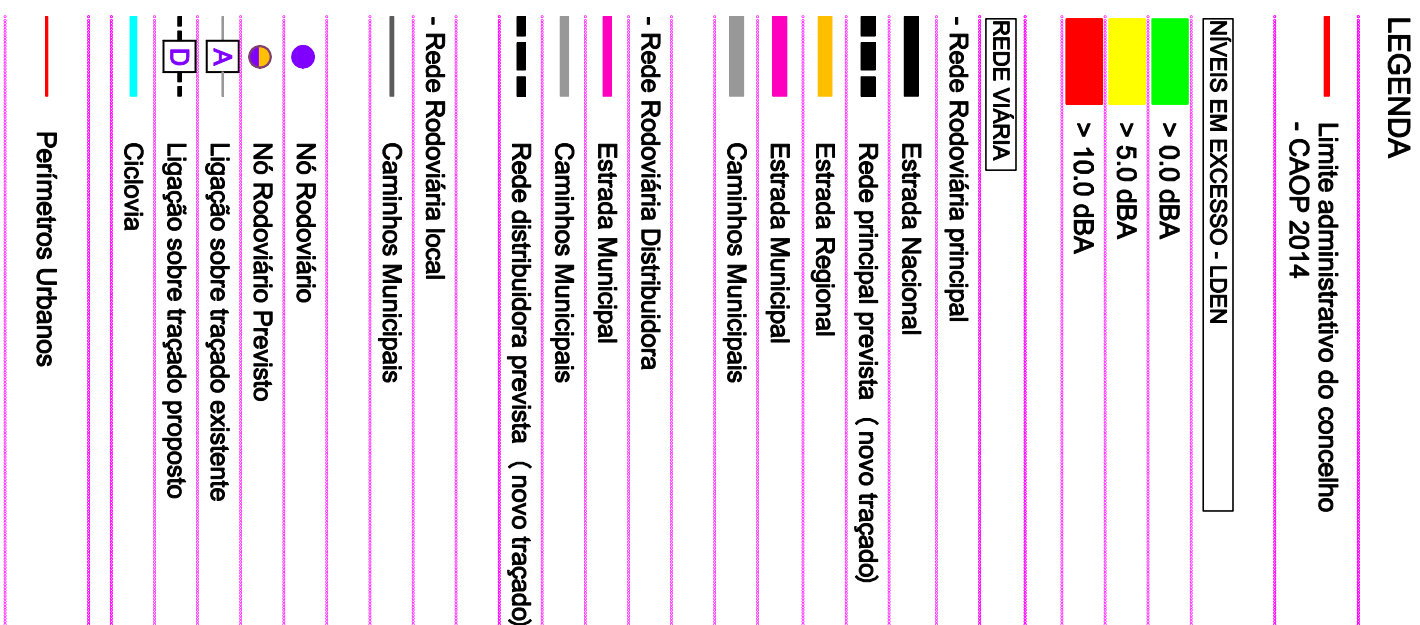 LEGENDA
Limite administrativo do concelho
- CAOP 2014
NÍVEIS EM EXCESSO - LDEN
> 0.0 dBA
> 5.0 dBA
> 10.0 dBA
REDE VIÁRIA
- Rede Rodoviária principal
Estrada Nacional
Rede principal prevista ( novo traçado)
Estrada Regional
Estrada Municipal
Caminhos Municipais
- Rede Rodoviária Distribuidora
Estrada Municipal
Caminhos Municipais
Rede distribuidora prevista ( novo traçado)
- Rede Rodoviária local
Caminhos Municipais
Nó Rodoviário
Nó Rodoviário Previsto
A Ligação sobre traçado existente
D Ligação sobre traçado proposto
Ciclovia
Perímetros Urbanos